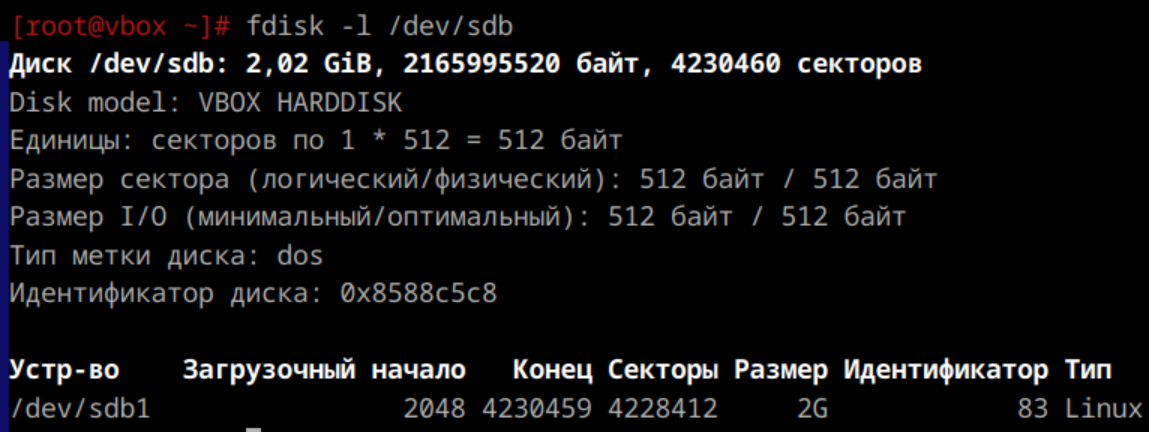 [root@vbox ~]# fdisk -l /dev/sdb
Диск /dev/sdb: 2,02 GiB, 2165995520 байт, 4230460 секторов
Disk model: VBOX HARDDISK
Единицы: секторов по 1 * 512 = 512 байт
Размер сектора (логический/физический): 512 байт / 512 байт
Размер I/O (минимальный/оптимальный): 512 байт / 512 байт
Тип метки диска: dos
Идентификатор диска: 0x8588c5c8
Устр-во Загрузочный начало Конец Секторы Размер Идентификатор Тип
/dev/sdb1 2048 4230459 4228412 2G 83 Linux